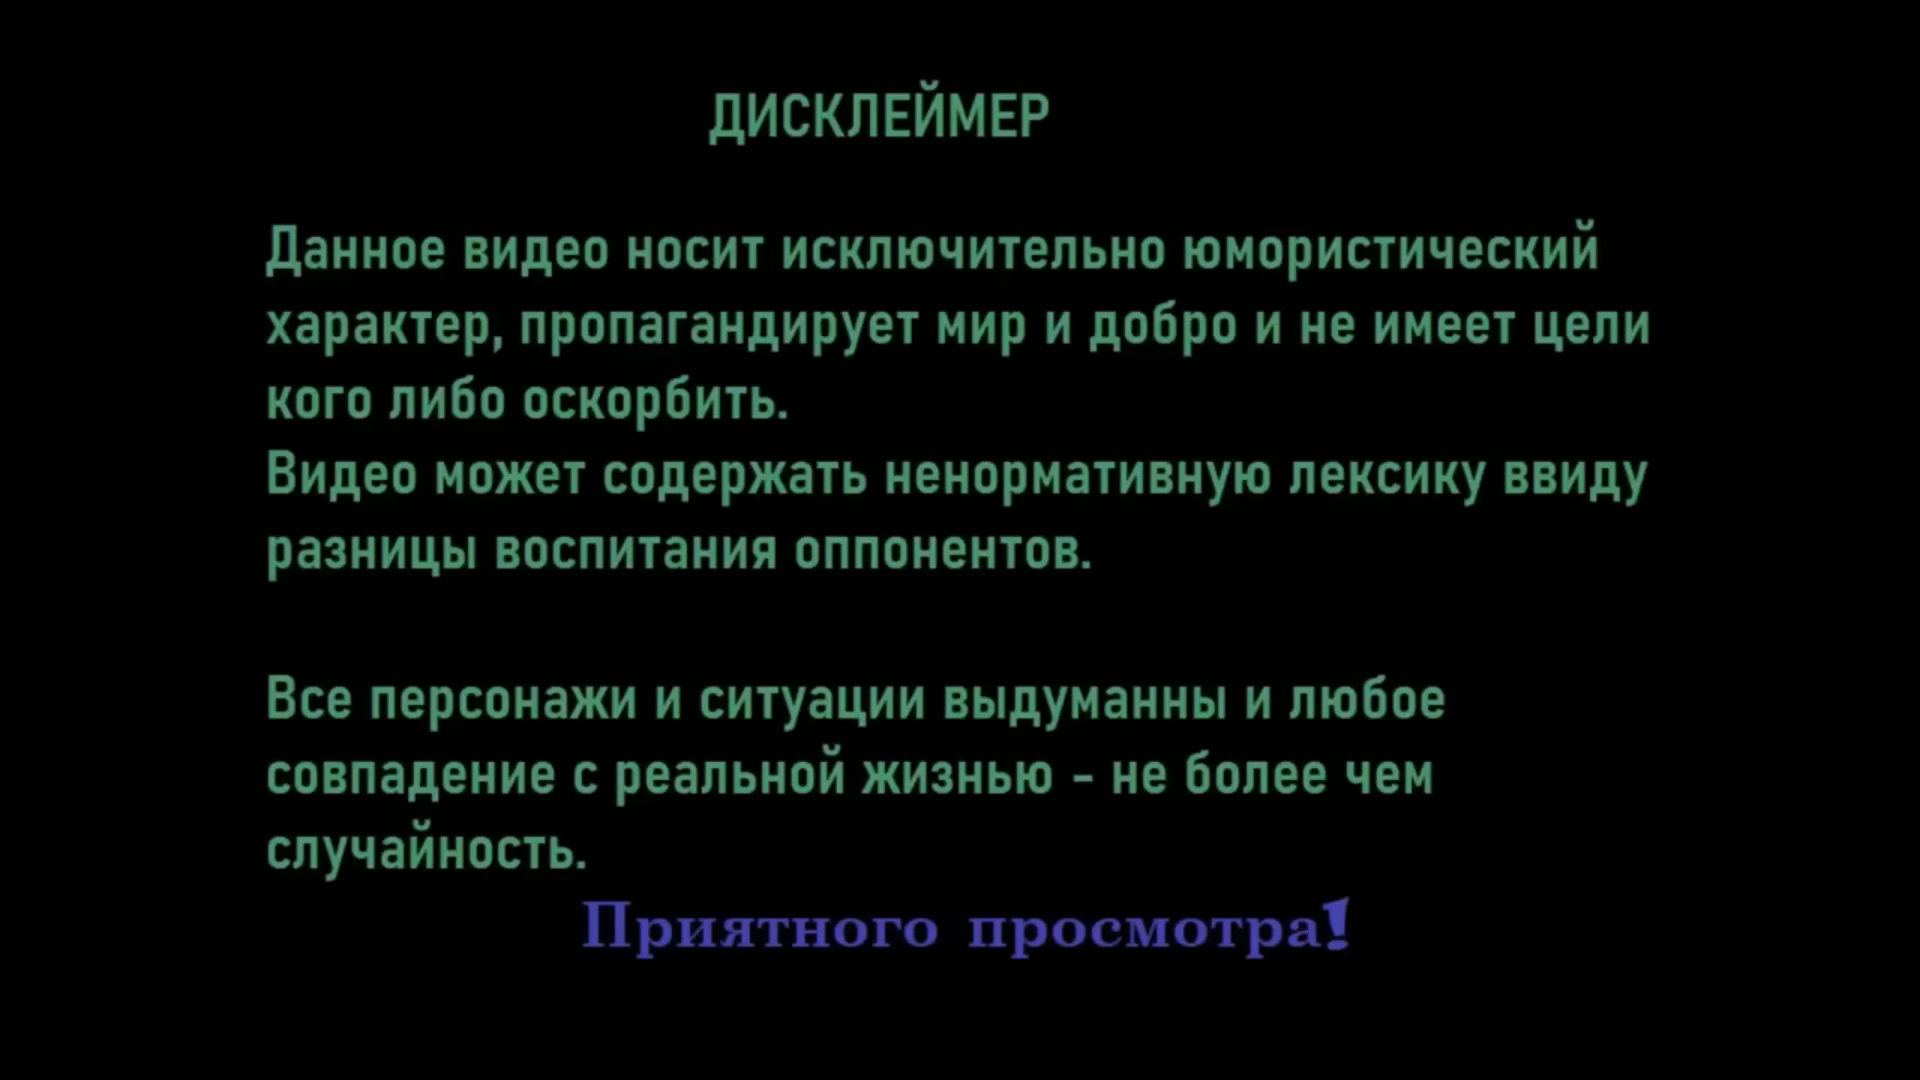 ДИСКЛЕЙМЕР
Данное видео носит исключительно юмористический
характер, пропагандирует мир и добро и не имеет цели
кого либо оскорбить.
Видео может содержать ненормативную лексику ввиду
разницы воспитания оппонентов.
Все персонажи и ситуации выдуманны и любое
совпадение с реальной жизнью - не более чем
случайность.
Приятного просмотра!